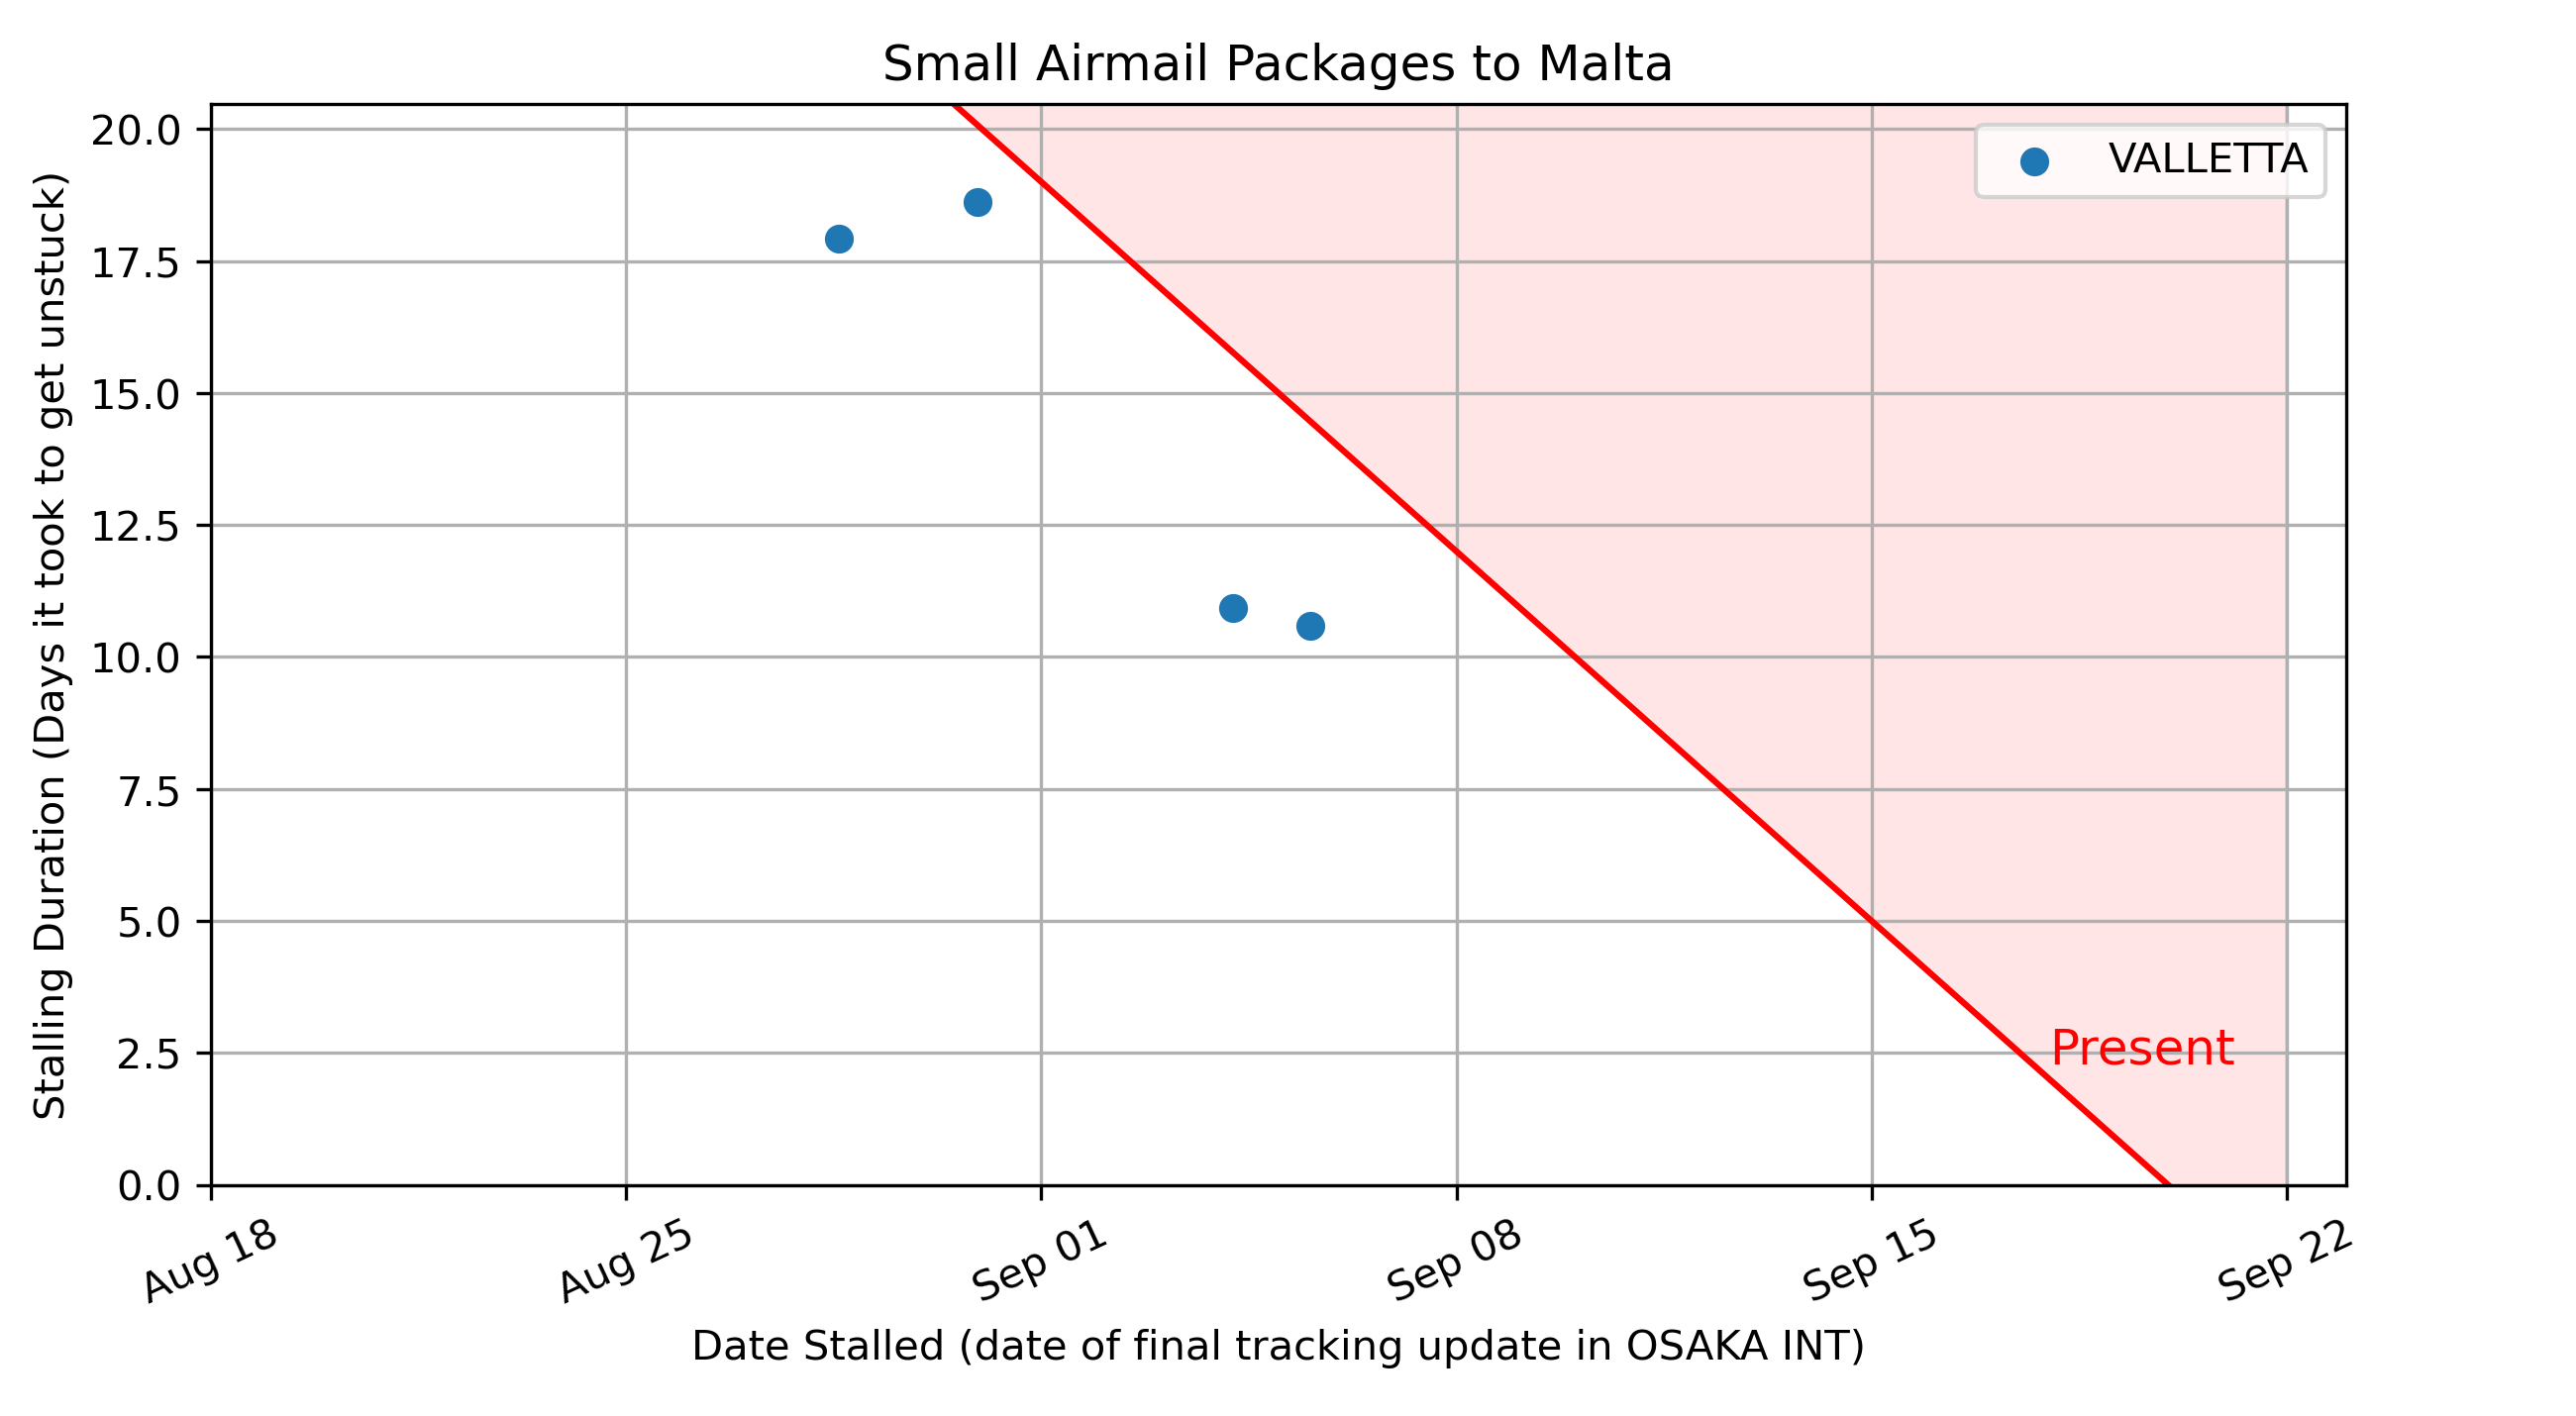 Small Airmail Packages to Malta
VALLETTA
Stalling Duration (Days it took to get unstuck)
20.0
17.5
15.0
12.5
10.0
7.5
5.0
2.5
0.0
Present
Aug 18
Aug 25
Sep 01
Sep 08
Sep 15
Sep 22
Date Stalled (date of final tracking update in OSAKA INT)